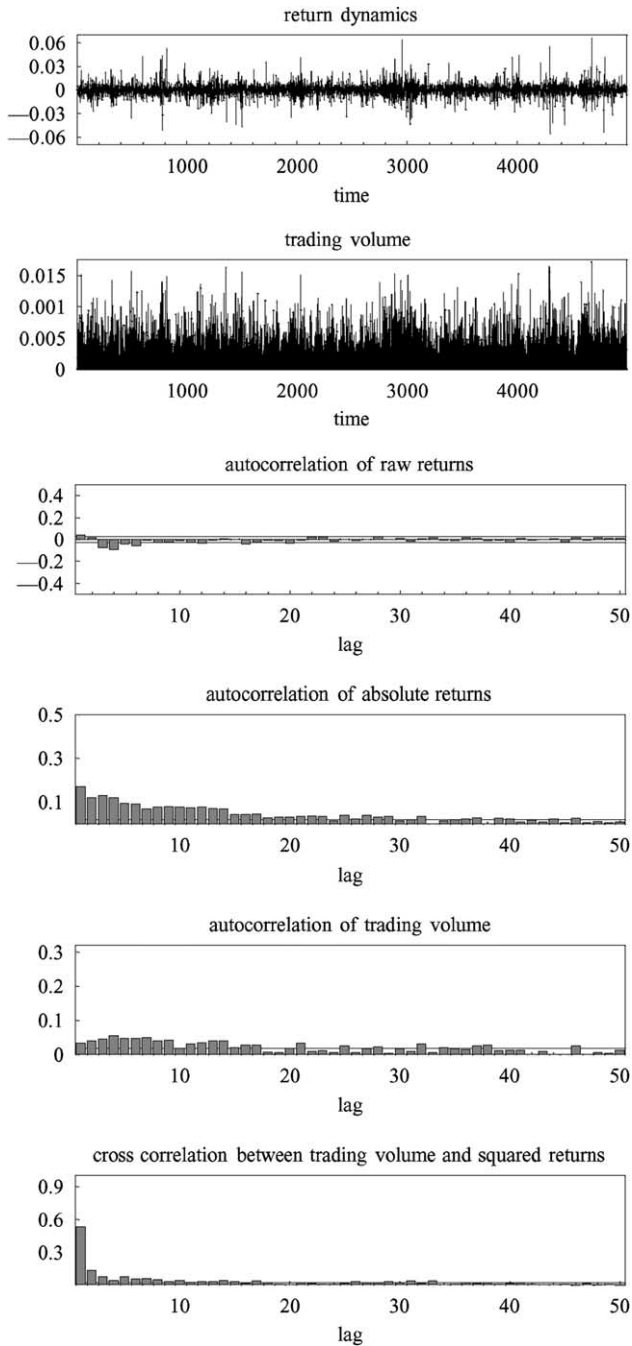 return dynamics
0.06
0.03
0
—0.03
—0.06
1000 2000 3000 4000
time
trading volume
0.015
0.001
0.005
0
1000 2000 3000 4000
time
autocorrelation of raw returns
0.4
0.2
0
—0.2
—0.4
10 20 30 40 50
lag
autocorrelation of absolute returns
0.5
0.3
0.1
10 20 30 40 50
lag
autocorrelation of trading volume
0.3
0.2
0.1
0
10 20 30 40 50
lag
cross correlation between trading volume and squared returns
0.9
0.6
0.3
10 20 30 40 50
lag